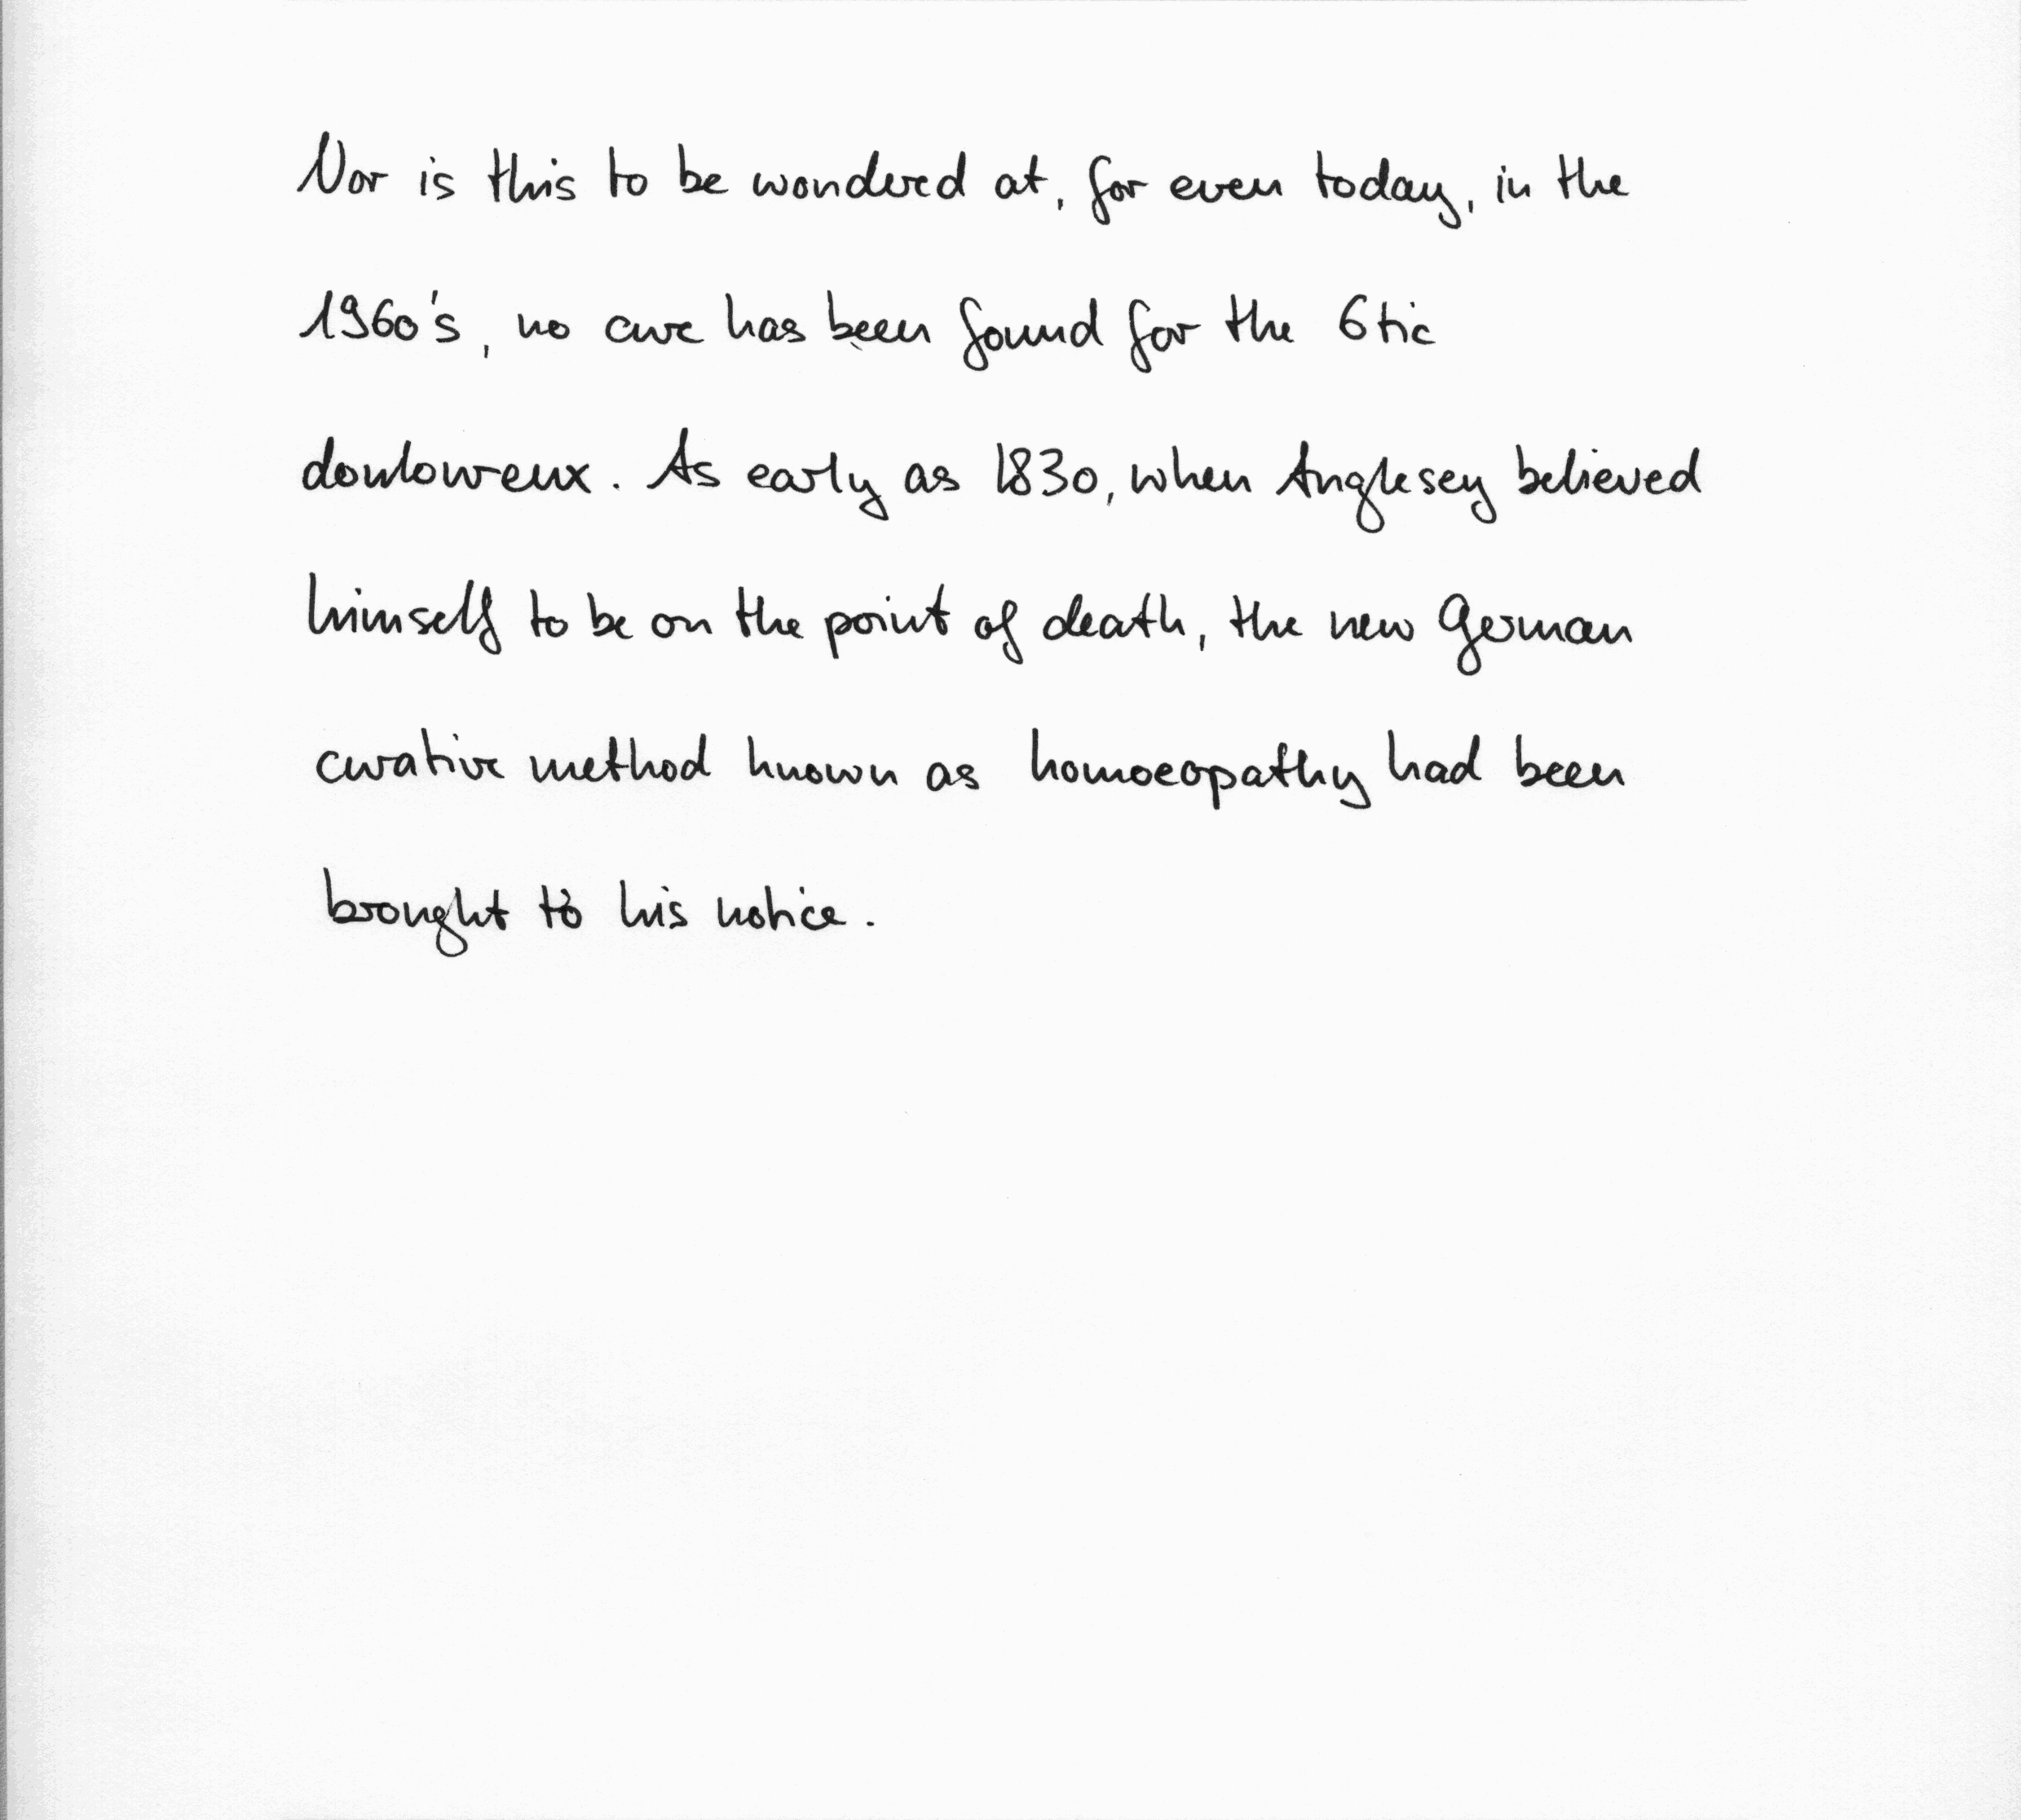 Nor is this to be wondered at, for even today, in the
1960's, no cure has been found for the 6tic
douloureux. As early as 1830, when Anglesey believed
himself to be on the point of death, the new German
curative method known as homoeopathy had been
brought to his notice.